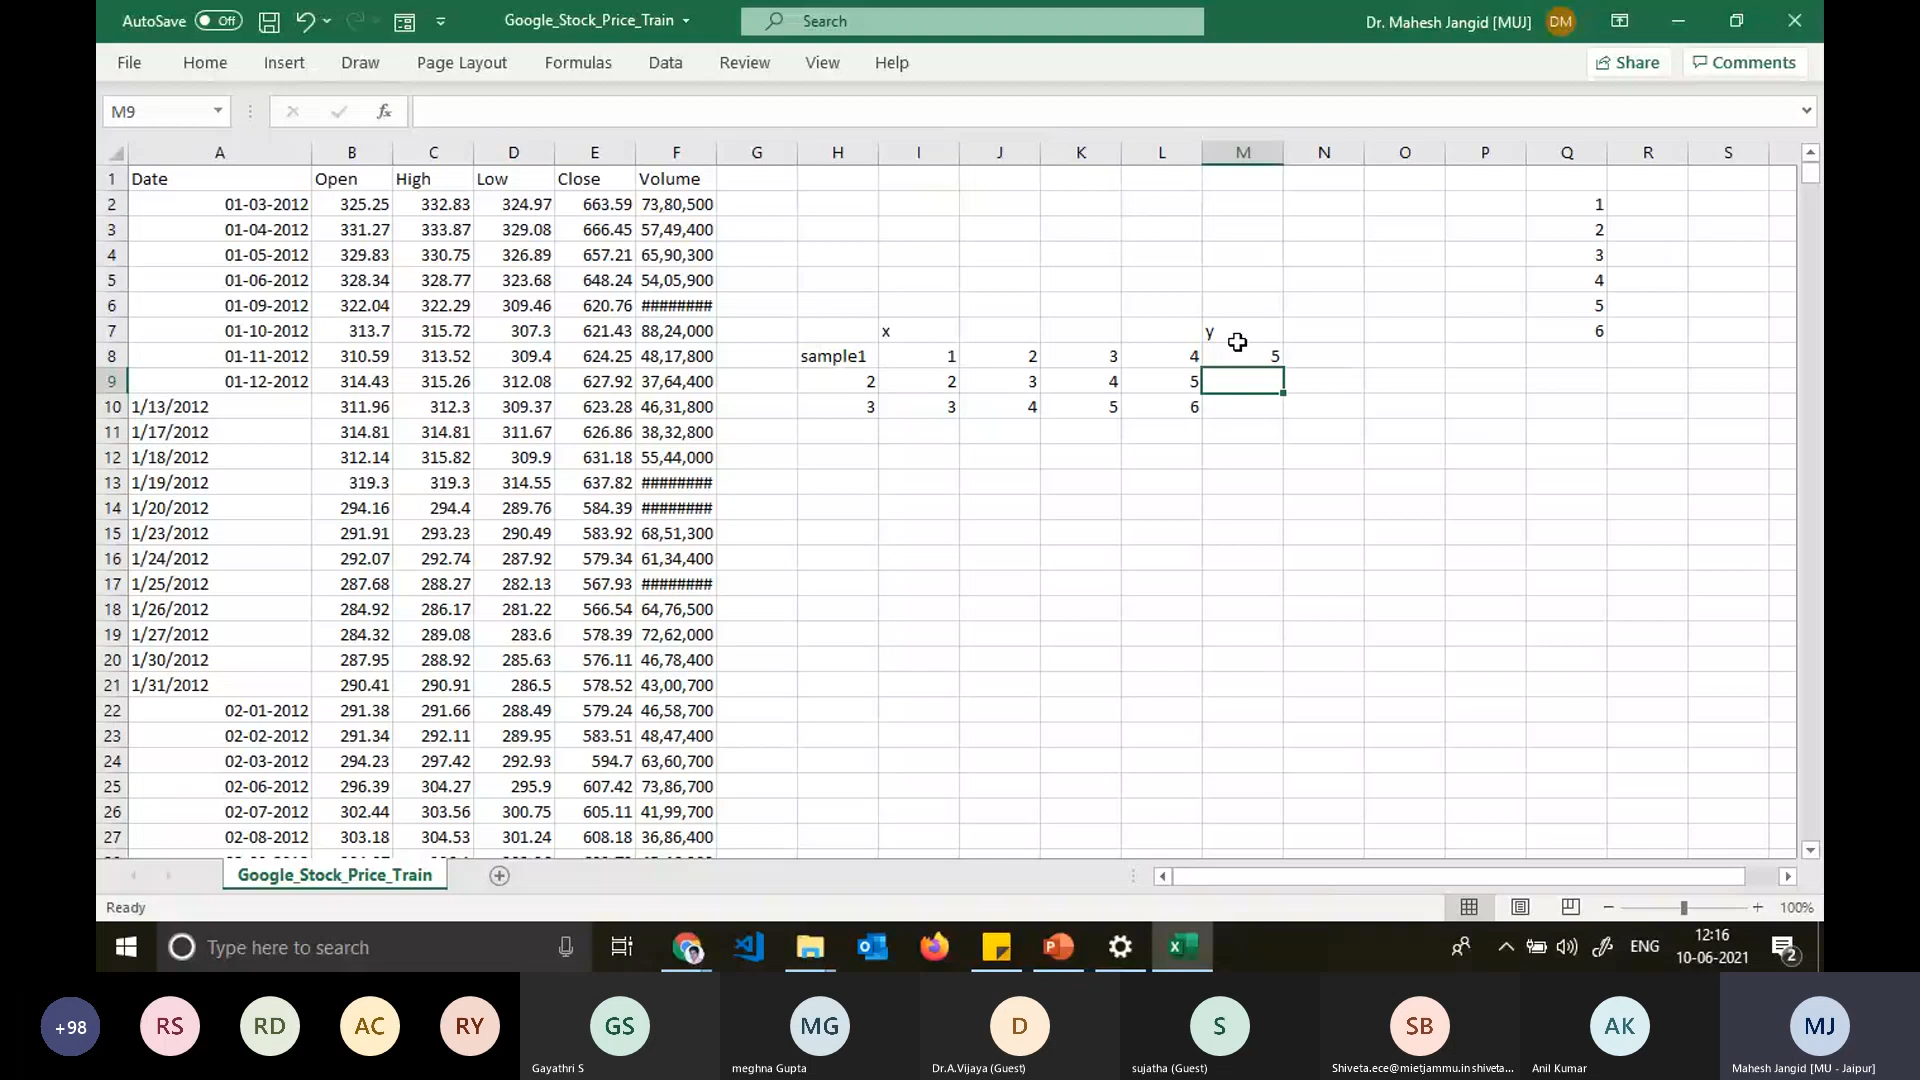 AutoSave Off Google_Stock_Price_Train Search Dr. Mahesh Jangid [MUJ] DM
File Home Insert Draw Page Layout Formulas Data Review View Help Share Comments
M9 fx
A B C D E F G H I J K L M N O P Q R S
1 Date Open High Low Close Volume
2 01-03-2012 325.25 332.83 324.97 663.59 73,80,500 1
3 01-04-2012 331.27 333.87 329.08 666.45 57,49,400 2
4 01-05-2012 329.83 330.75 326.89 657.21 65,90,300 3
5 01-06-2012 328.34 328.77 323.68 648.24 54,05,900 4
6 01-09-2012 322.04 322.29 309.46 620.76 ######## 5
7 01-10-2012 313.7 315.72 307.3 621.43 88,24,000 x y 6
8 01-11-2012 310.59 313.52 309.4 624.25 48,17,800 sample1 1 2 3 4 5
9 01-12-2012 314.43 315.26 312.08 627.92 37,64,400 2 2 3 4 5
10 1/13/2012 311.96 312.3 309.37 623.28 46,31,800 3 3 4 5 6
11 1/17/2012 314.81 314.81 311.67 626.86 38,32,800
12 1/18/2012 312.14 315.82 309.9 631.18 55,44,000
13 1/19/2012 319.3 319.3 314.55 637.82 ########
14 1/20/2012 294.16 294.4 289.76 584.39 ########
15 1/23/2012 291.91 293.23 290.49 583.92 68,51,300
16 1/24/2012 292.07 292.74 287.92 579.34 61,34,400
17 1/25/2012 287.68 288.27 282.13 567.93 ########
18 1/26/2012 284.92 286.17 281.22 566.54 64,76,500
19 1/27/2012 284.32 289.08 283.6 578.39 72,62,000
20 1/30/2012 287.95 288.92 285.63 576.11 46,78,400
21 1/31/2012 290.41 290.91 286.5 578.52 43,00,700
22 02-01-2012 291.38 291.66 288.49 579.24 46,58,700
23 02-02-2012 291.34 292.11 289.95 583.51 48,47,400
24 02-03-2012 294.23 297.42 292.93 594.7 63,60,700
25 02-06-2012 296.39 304.27 295.9 607.42 73,86,700
26 02-07-2012 302.44 303.56 300.75 605.11 41,99,700
27 02-08-2012 303.18 304.53 301.24 608.18 36,86,400
Google_Stock_Price_Train
Ready 100%
Type here to search ENG 12:16
10-06-2021 2
+98 RS RD AC RY GS MG D S SB AK MJ
Gayathri S meghna Gupta Dr.A.Vijaya (Guest) sujatha (Guest) Shiveta.ece@mietjammu.in shiveta... Anil Kumar Mahesh Jangid [MU - Jaipur]